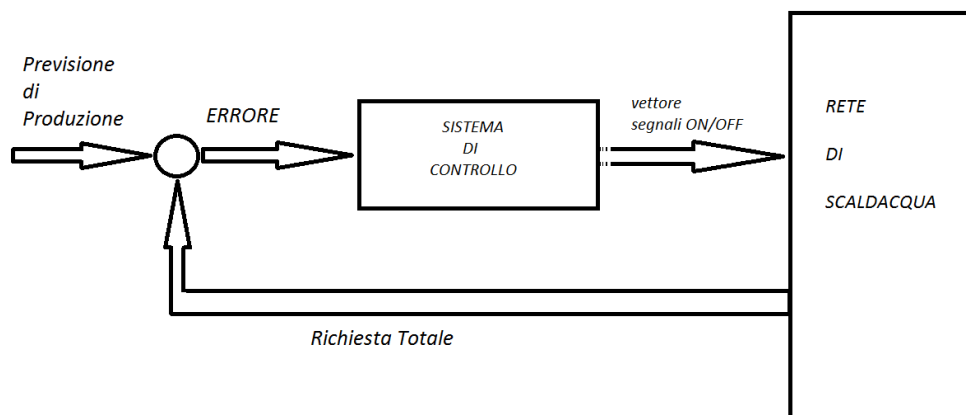 Previsione
di
Produzione
ERRORE
SISTEMA
DI
CONTROLLO
vettore
segnali ON/OFF
RETE
DI
SCALDACQUA
Richiesta Totale